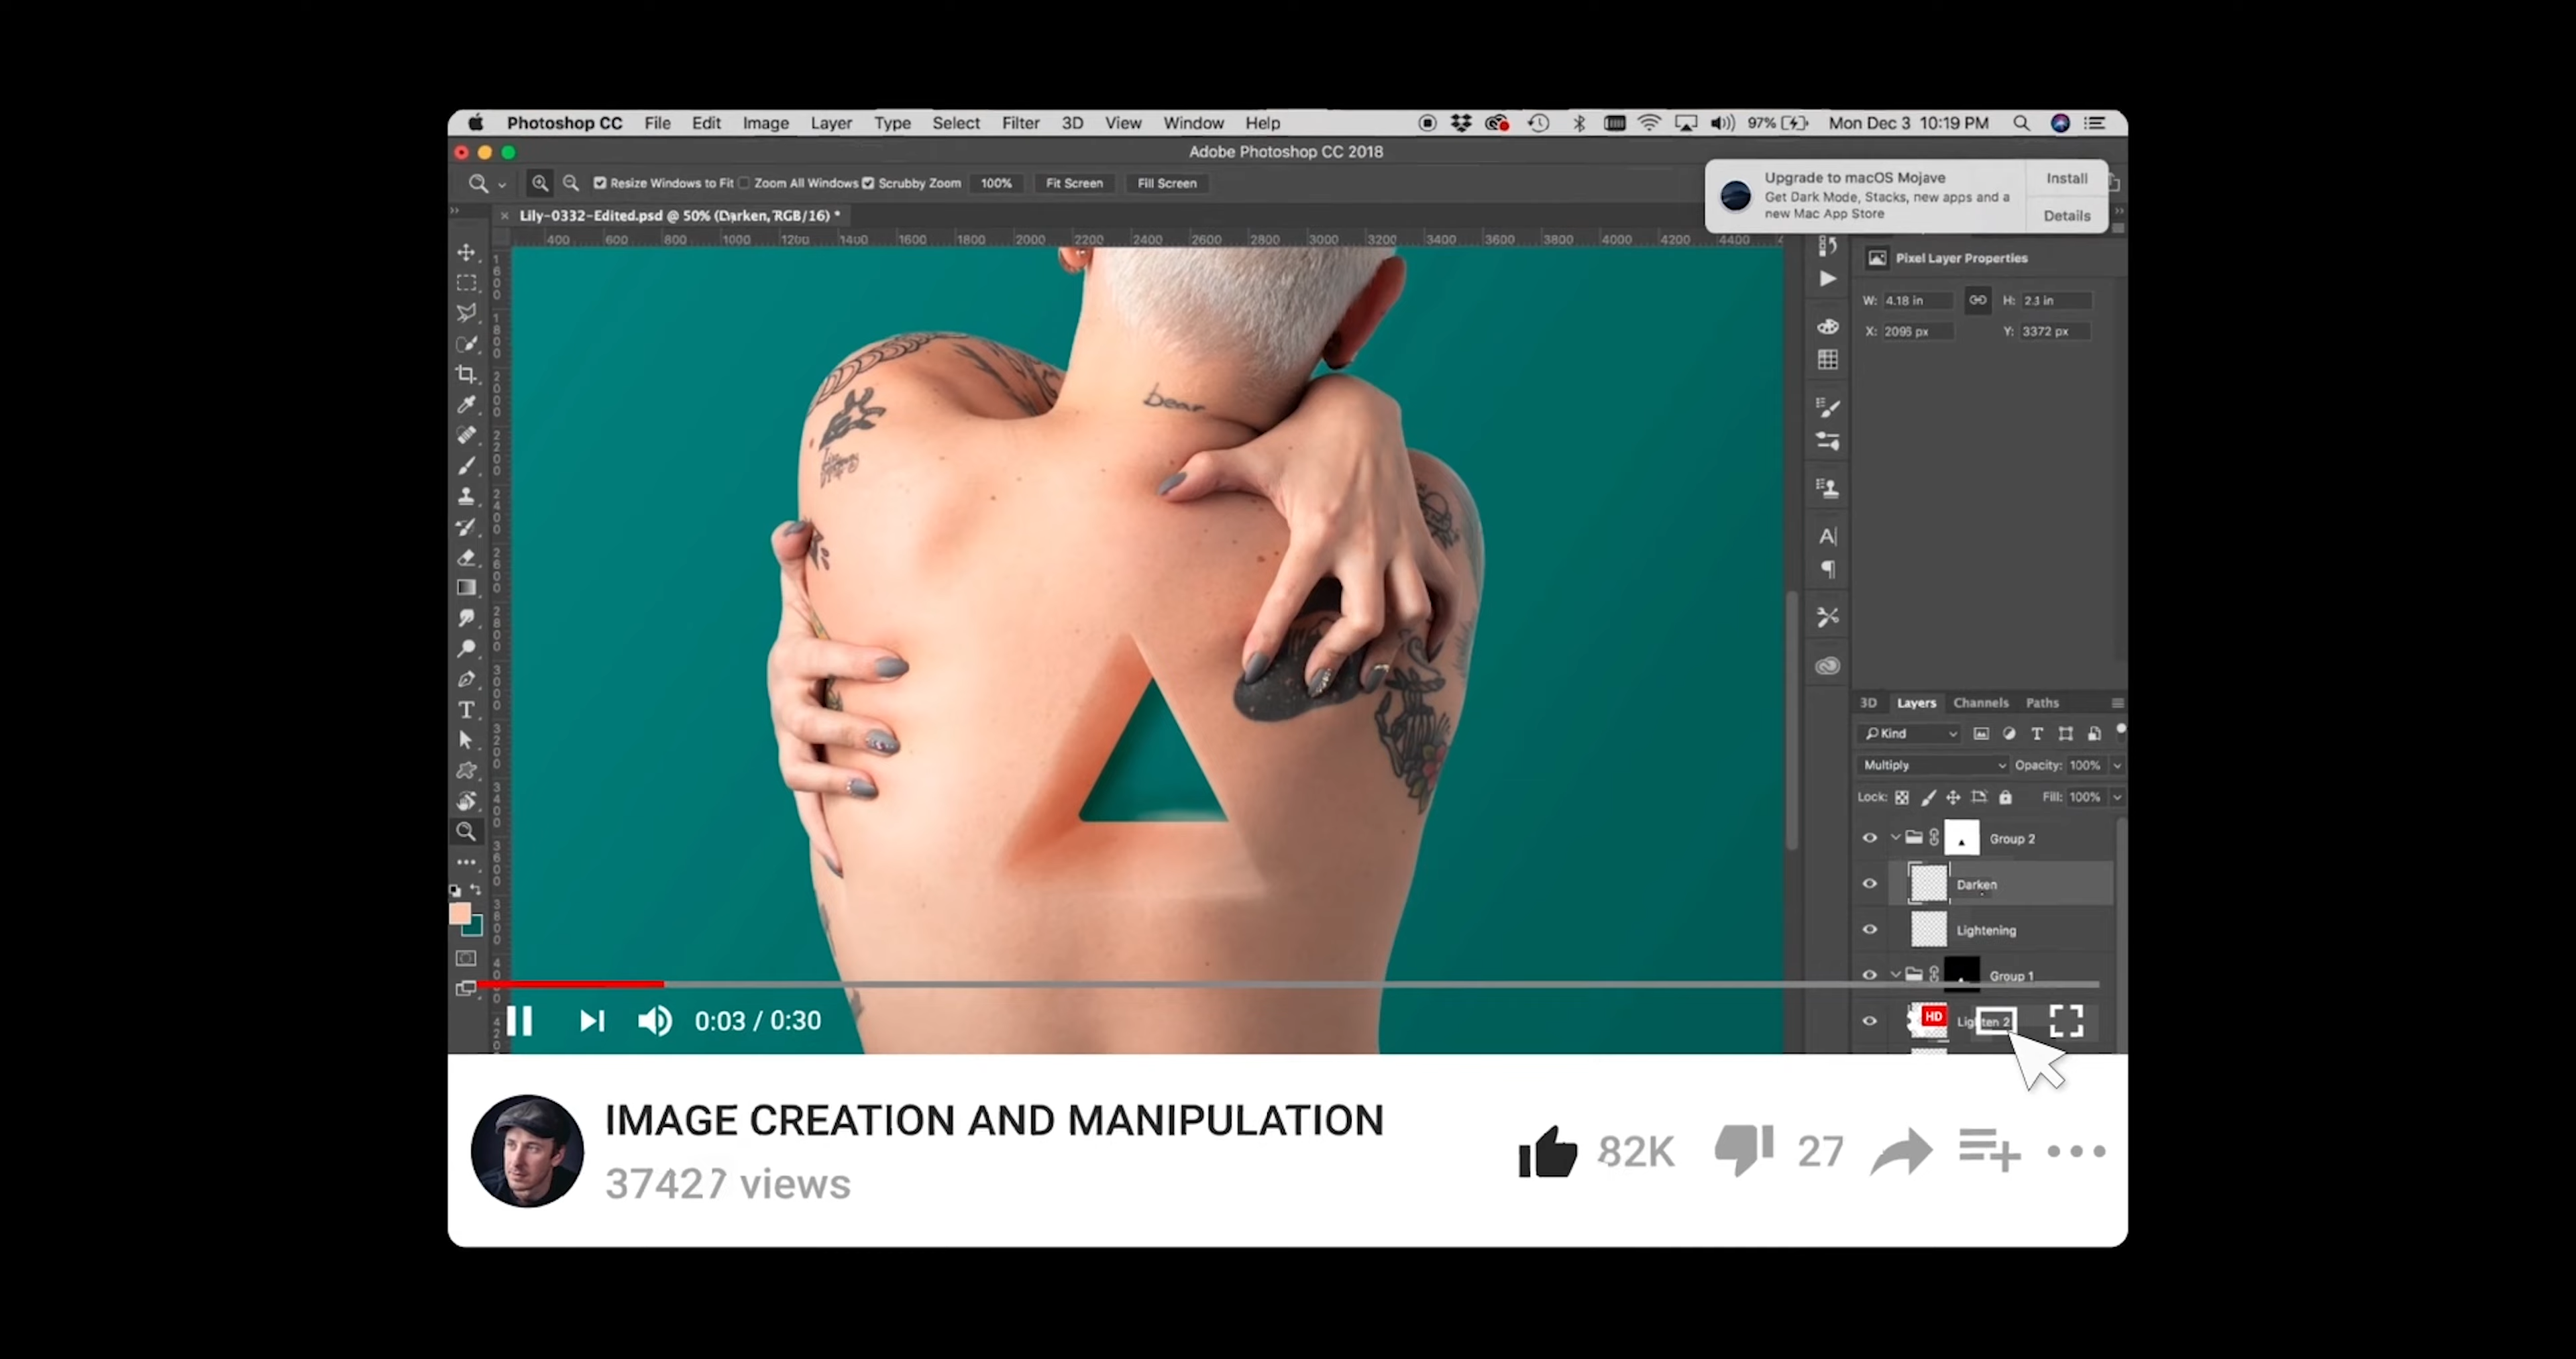 Photoshop CC File Edit Image Layer Type Select Filter 3D View Window Help 97% Mon Dec 3 10:19 PM
Adobe Photoshop CC 2018
Resize Windows to Fit Zoom All Windows Scrubby Zoom 100% Fit Screen Fill Screen
Upgrade to macOS Mojave
Get Dark Mode, Stacks, new apps and a
new Mac App Store
Install
Details
Lily-0332-Edited.psd @ 50% (Darken, RGB/16) *
400 600 800 1000 1200 1400 1600 1800 2000 2200 2400 2600 2800 3000 3200 3400 3600 3800 4000 4200 4400
Pixel Layer Properties
W: 4.18 in H: 2.3 in
X: 2096 px Y: 3372 px
bear
3D Layers Channels Paths
Kind
Multiply Opacity: 100%
Lock: Fill: 100%
Group 2
Darken
Lightening
Group 1
HD Lighten 2
0:03 / 0:30
IMAGE CREATION AND MANIPULATION
37427 views
82K 27